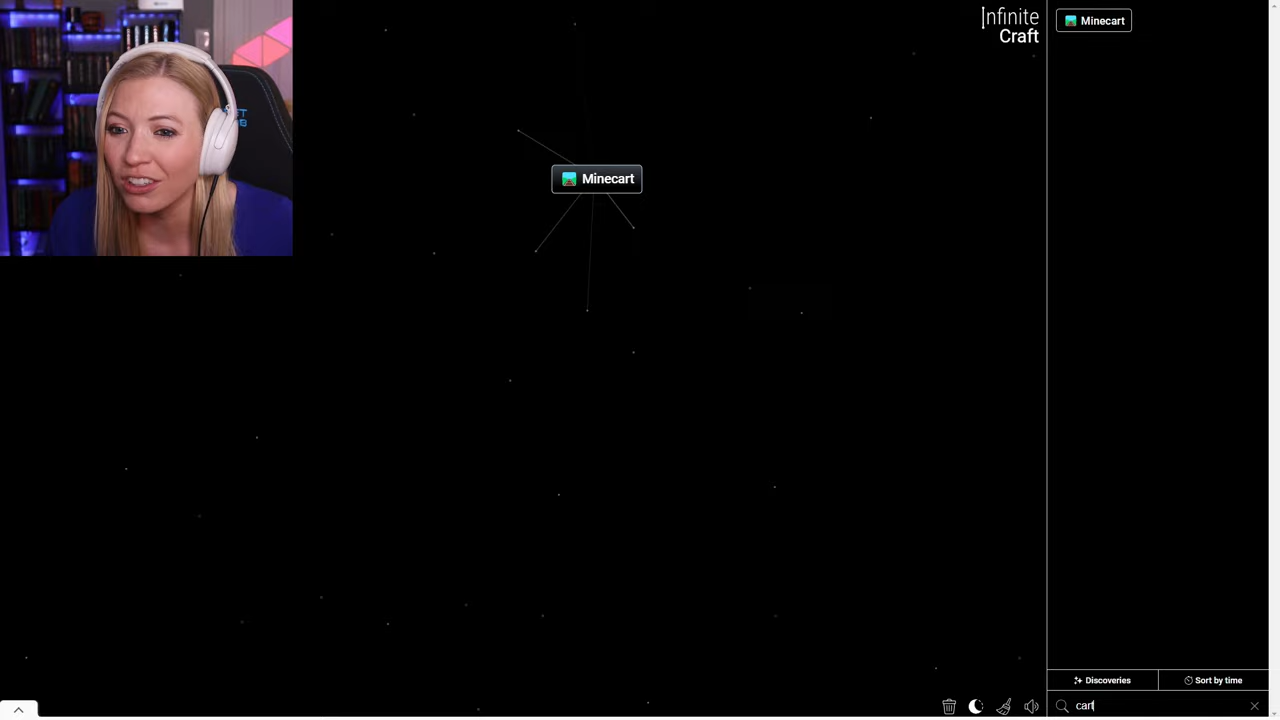 Infinite
Craft
Minecart
Minecart
Discoveries
Sort by time
cart